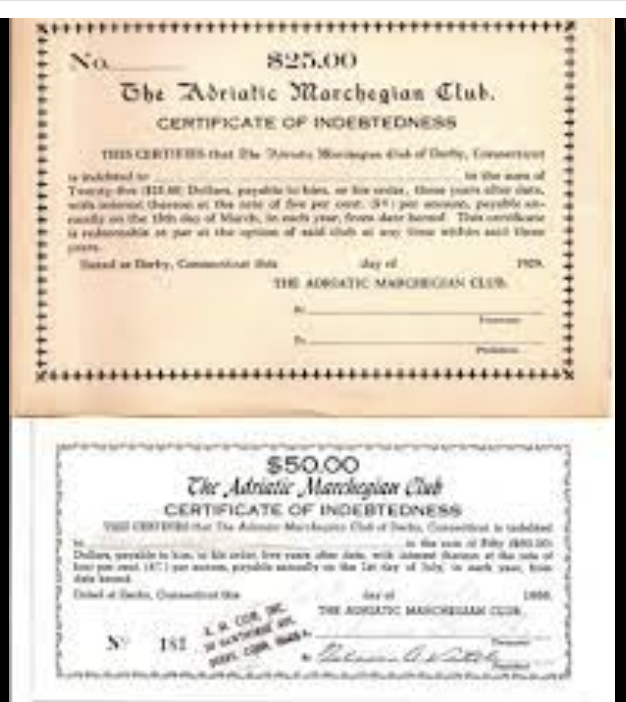 No.
$25.00
The Adriatic Marchegian Club.
CERTIFICATE OF INDEBTEDNESS
THIS CERTIFIES that The Adriatic Marchegian Club of Derby, Connecticut
is indebted to in the sum of
Twenty-five ($25.00) Dollars, payable to him, or his order, three years after date,
with interest thereon at the rate of five per cent. (5%) per annum, payable an-
nually on the 15th day of March, in each year, from date hereof. This certificate
is redeemable at par at the option of said club at any time within said three
years.
Dated at Derby, Connecticut this day of 1929.
THE ADRIATIC MARCHEGIAN CLUB.
By
Treasurer
By
President
$50.00
The Adriatic Marchegian Club
CERTIFICATE OF INDEBTEDNESS
THIS CERTIFIES that The Adriatic Marchegian Club of Derby, Connecticut is indebted
to in the sum of Fifty ($50.00)
Dollars, payable to him, or his order, five years after date, with interest thereon at the rate of
four per cent. (4%) per annum, payable annually on the 1st day of July, in each year, from
date hereof.
Dated at Derby, Connecticut this day of
THE ADRIATIC MARCHEGIAN CLUB.
Treasurer
No 182
INC.
HAWTHORNE AVE.
DERBY, CONN.
By
President